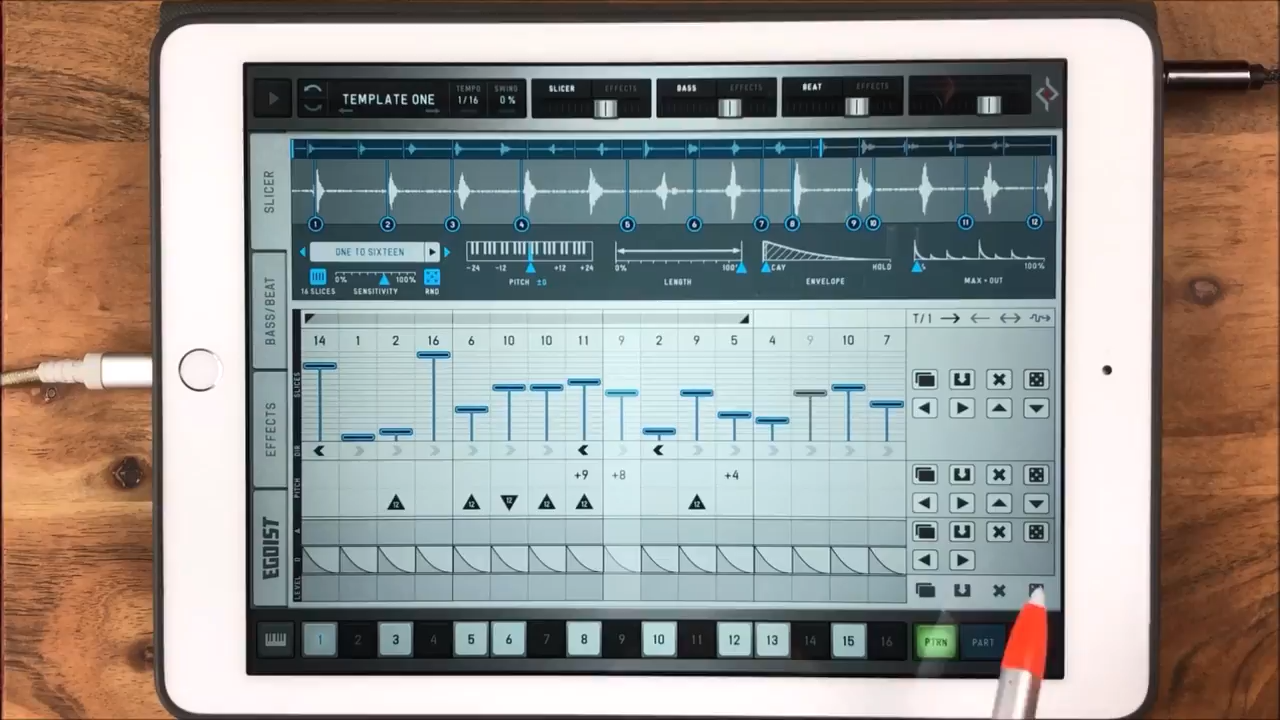 TEMPLATE ONE
TEMPO
1/16
SWING
0 %
SLICER EFFECTS
BASS EFFECTS
BEAT EFFECTS
SLICER
BASS/BEAT
EFFECTS
EGOIST
1 2 3 4 5 6 7 8 9 10 11 12
ONE TO SIXTEEN
16 SLICES
0% 100%
SENSITIVITY
RND
-24 -12 +12 +24
PITCH ±0
0% 100%
LENGTH
CAY HOLD
ENVELOPE
100%
MAX·OUT
T/1
14 1 2 16 6 10 10 11 9 2 9 5 4 9 10 7
SLICES
DIR
PITCH
+9 +8 +4
12 12 12 12 12 12
A
D
LEVEL
1 2 3 4 5 6 7 8 9 10 11 12 13 14 15 16
PTRN PART